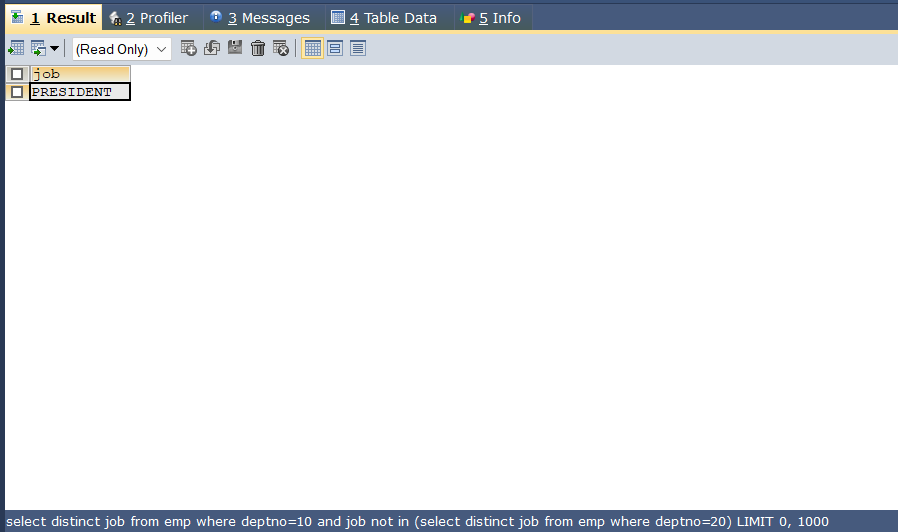 1 Result 2 Profiler 3 Messages 4 Table Data 5 Info
(Read Only)
job
PRESIDENT
select distinct job from emp where deptno=10 and job not in (select distinct job from emp where deptno=20) LIMIT 0, 1000